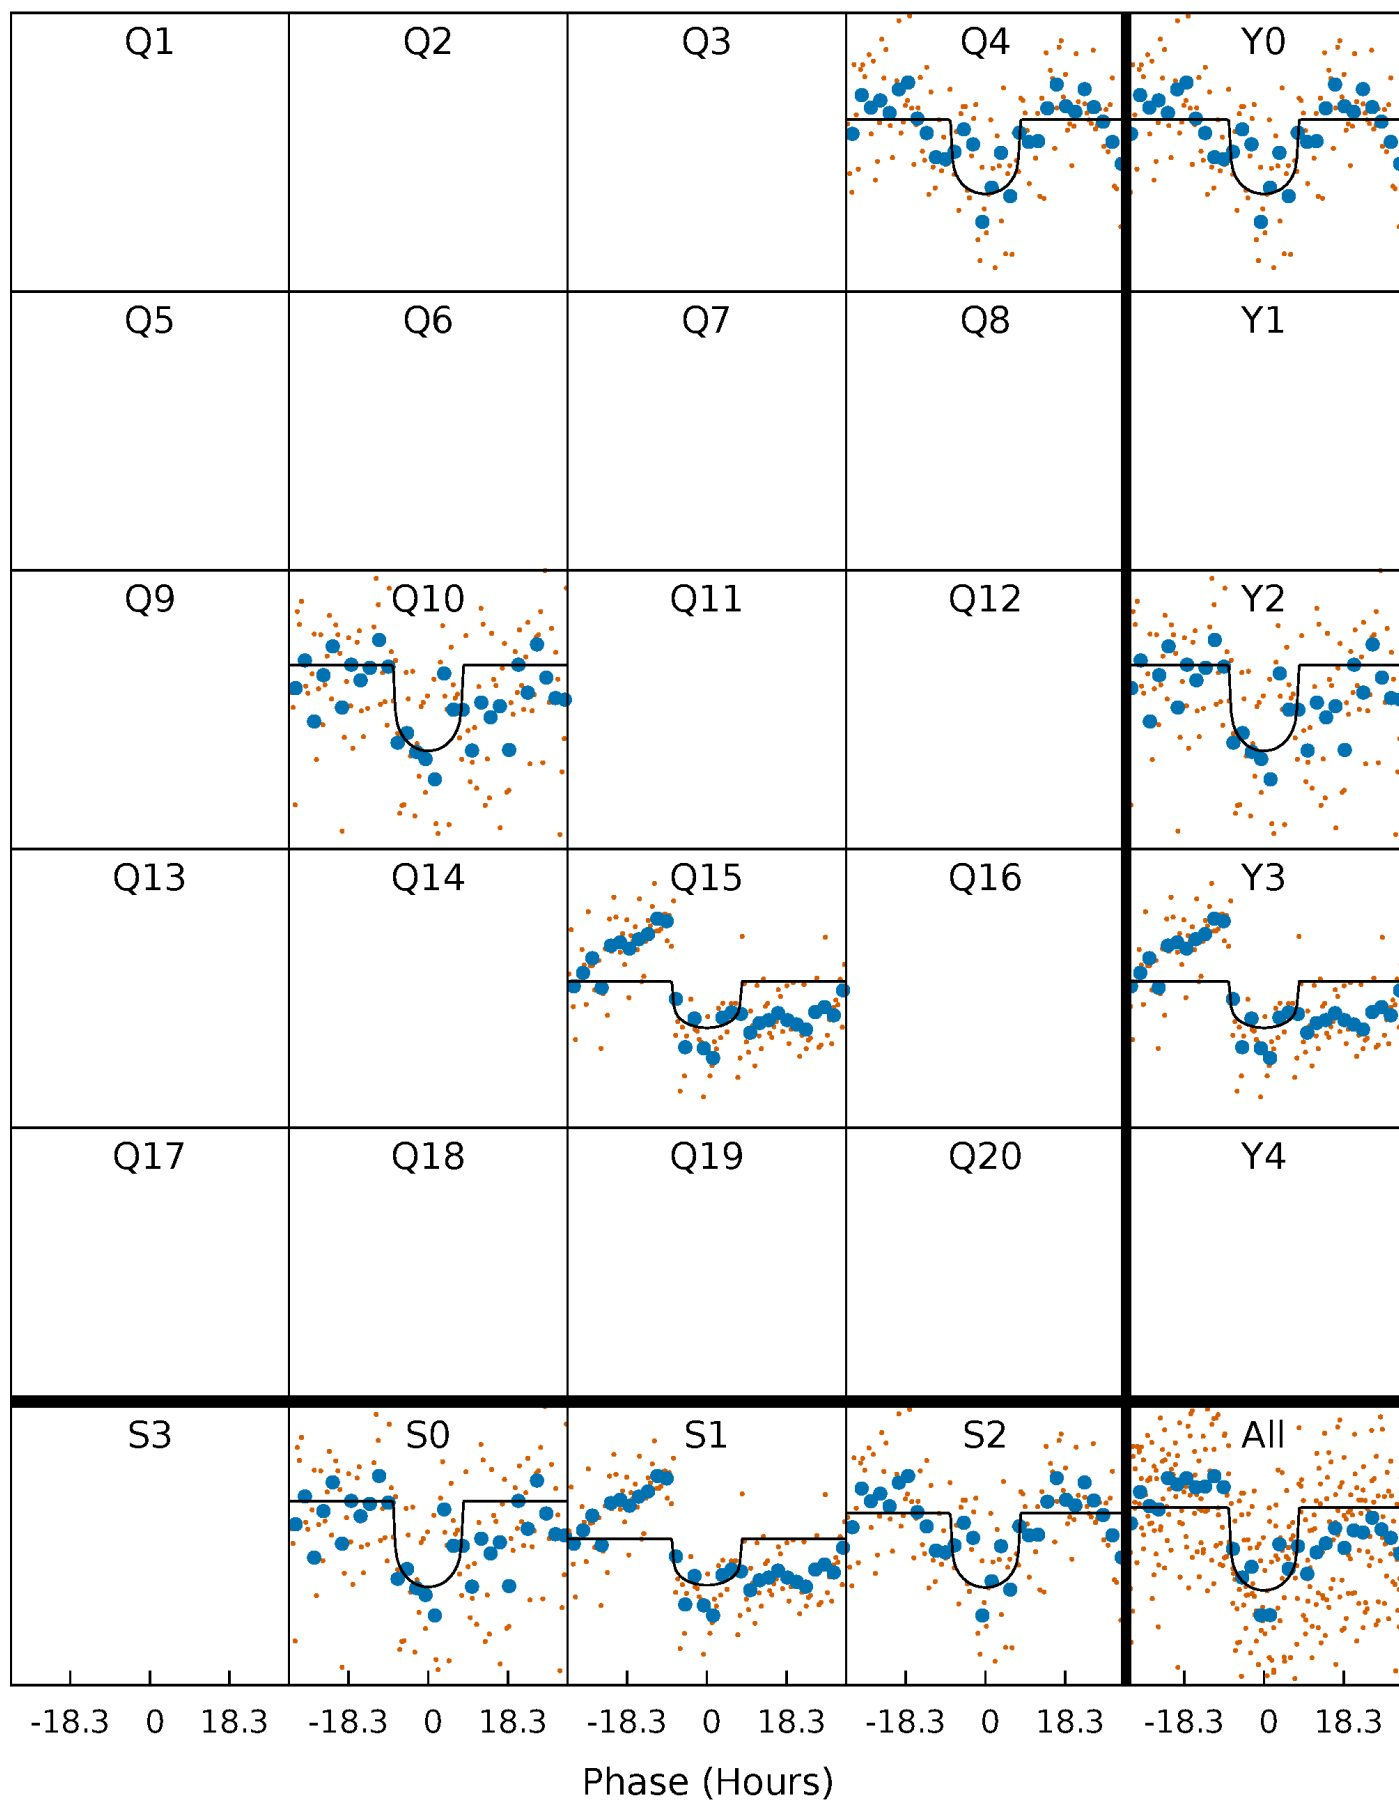 Q1 Q2 Q3 Q4 Y0
Q5 Q6 Q7 Q8 Y1
Q9 Q10 Q11 Q12 Y2
Q13 Q14 Q15 Q16 Y3
Q17 Q18 Q19 Q20 Y4
S3 S0 S1 S2 All
-18.3 0 18.3 -18.3 0 18.3 -18.3 0 18.3 -18.3 0 18.3 -18.3 0 18.3
Phase (Hours)